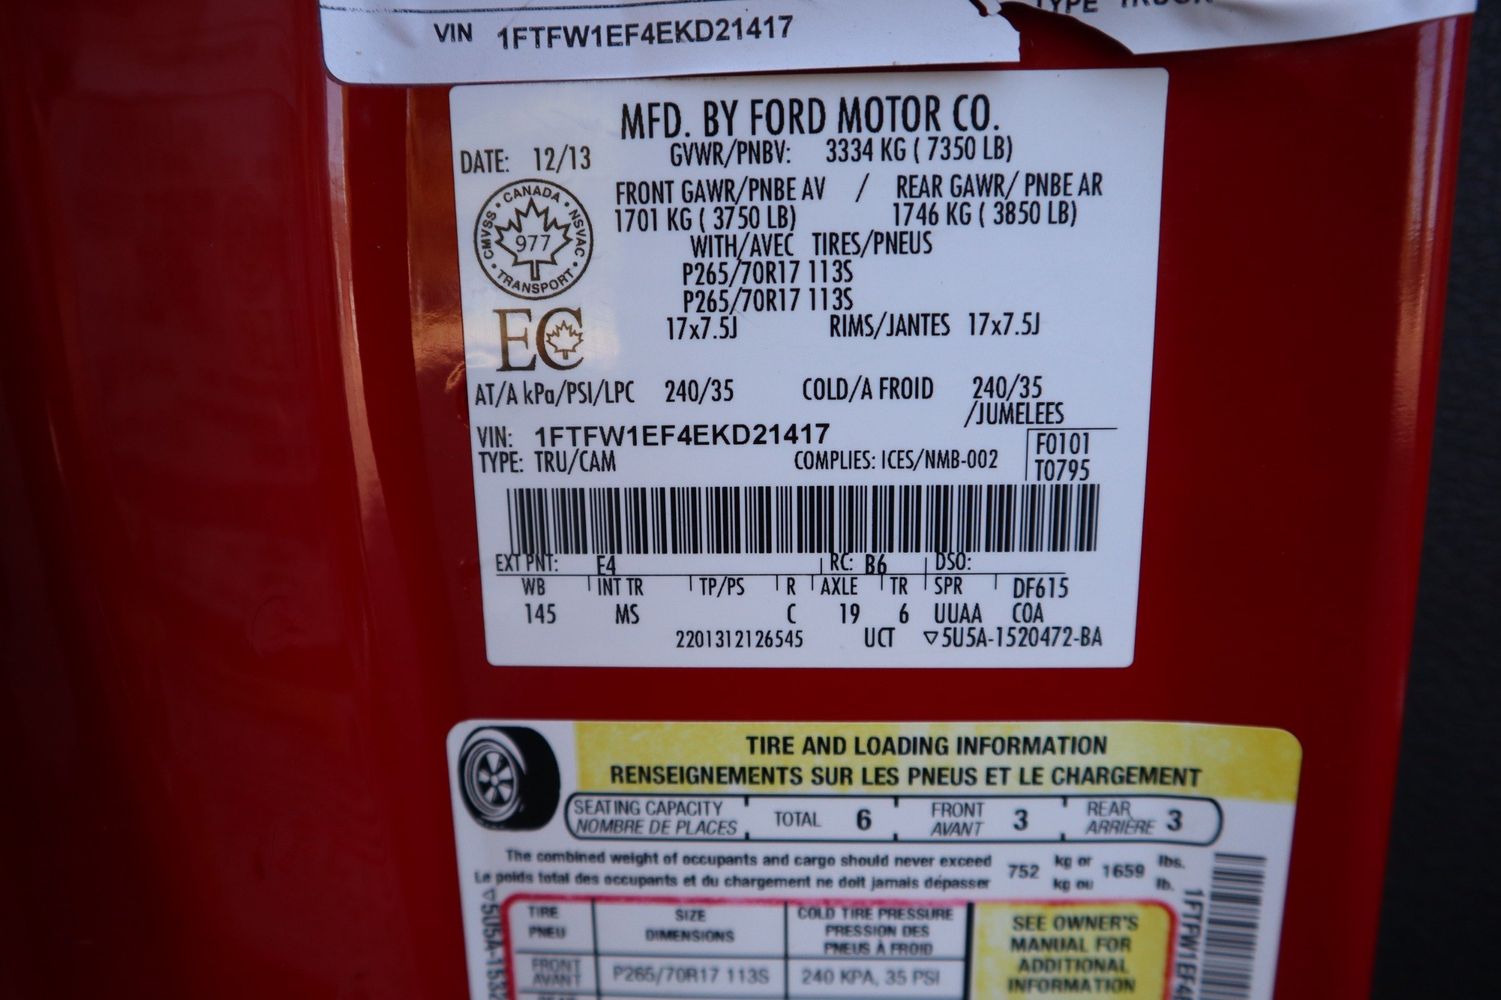 TYPE TRUCK
VIN 1FTFW1EF4EKD21417
MFD. BY FORD MOTOR CO.
DATE: 12/13 GVWR/PNBV: 3334 KG ( 7350 LB)
FRONT GAWR/PNBE AV / REAR GAWR/ PNBE AR
1701 KG ( 3750 LB) 1746 KG ( 3850 LB)
WITH/AVEC TIRES/PNEUS
P265/70R17 113S
P265/70R17 113S
17x7.5J RIMS/JANTES 17x7.5J
CANADA • NSVAC • TRANSPORT • CMVSS •
977
EC
AT/A kPa/PSI/LPC 240/35 COLD/A FROID 240/35
/JUMELEES
VIN: 1FTFW1EF4EKD21417
TYPE: TRU/CAM COMPLIES: ICES/NMB-002
F0101
T0795
EXT PNT: E4 RC: B6 DSO:
WB INT TR TP/PS R AXLE TR SPR DF615
145 MS C 19 6 UUAA COA
2201312126545 UCT ▽5U5A-1520472-BA
TIRE AND LOADING INFORMATION
RENSEIGNEMENTS SUR LES PNEUS ET LE CHARGEMENT
SEATING CAPACITY TOTAL 6 FRONT 3 REAR 3
NOMBRE DE PLACES AVANT ARRIÈRE
The combined weight of occupants and cargo should never exceed 752 kg or 1659 lbs.
Le poids total des occupants et du chargement ne doit jamais dépasser kg ou lb.
TIRE SIZE COLD TIRE PRESSURE
PNEU DIMENSIONS PRESSION DES
PNEUS À FROID
FRONT
AVANT P265/70R17 113S 240 KPA, 35 PSI
SEE OWNER'S
MANUAL FOR
ADDITIONAL
INFORMATION